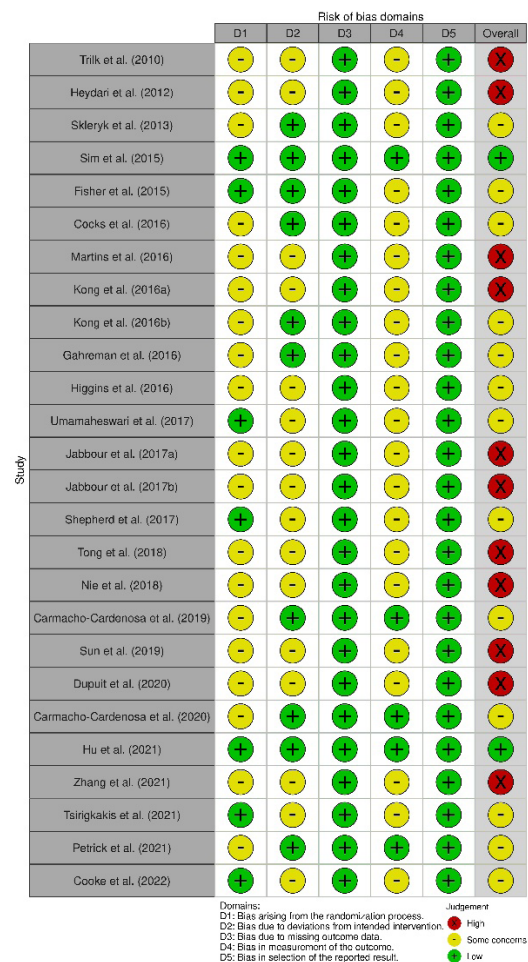 Risk of bias domains
D1 D2 D3 D4 D5 Overall
Trilk et al. (2010) - - + - + X
Heydari et al. (2012) - - + - + X
Skleryk et al. (2013) - + + - + -
Sim et al. (2015) + + + + + +
Fisher et al. (2015) + + + - + -
Cocks et al. (2016) - + + - + -
Martins et al. (2016) - - + - + X
Kong et al. (2016a) - - + - + X
Kong et al. (2016b) - + + - + -
Gahreman et al. (2016) - + + - + -
Higgins et al. (2016) - - + - + -
Umamaheswari et al. (2017) + - + - + -
Jabbour et al. (2017a) - - + - + X
Jabbour et al. (2017b) - - + - + X
Shepherd et al. (2017) + - + - + -
Tong et al. (2018) - - + - + X
Nie et al. (2018) - - + - + X
Carmacho-Cardenosa et al. (2019) - + + + + -
Sun et al. (2019) - - + - + X
Dupuit et al. (2020) - - + - + X
Carmacho-Cardenosa et al. (2020) - + + + + -
Hu et al. (2021) + + + + + +
Zhang et al. (2021) - - + - + X
Tsirigkakis et al. (2021) + - + - + -
Petrick et al. (2021) - + + + + -
Cooke et al. (2022) + - + - + -
Study
Domains:
D1: Bias arising from the randomization process.
D2: Bias due to deviations from intended intervention.
D3: Bias due to missing outcome data.
D4: Bias in measurement of the outcome.
D5: Bias in selection of the reported result.
Judgement
X High
- Some concerns
+ Low